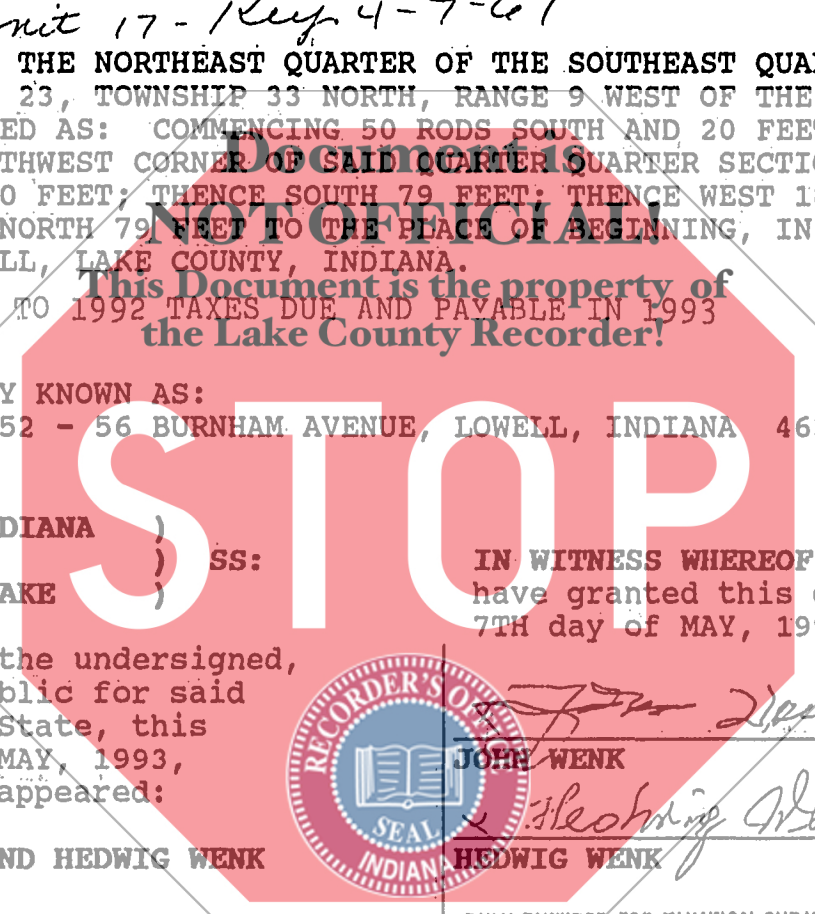 nit 17 - Key 4-7-61
THE NORTHEAST QUARTER OF THE SOUTHEAST QUA
23, TOWNSHIP 33 NORTH, RANGE 9 WEST OF THE
ED AS: COMMENCING 50 RODS SOUTH AND 20 FEET
THWEST CORNER OF SAID QUARTER QUARTER SECTIO
0 FEET; THENCE SOUTH 79 FEET; THENCE WEST 1
NORTH 79 FEET TO THE PLACE OF BEGINNING, IN
LL, LAKE COUNTY, INDIANA.
TO 1992 TAXES DUE AND PAYABLE IN 1993
Document is
NOT OFFICIAL!
This Document is the property of
the Lake County Recorder!
Y KNOWN AS:
52 - 56 BURNHAM AVENUE, LOWELL, INDIANA 46
STOP
DIANA )
) SS:
AKE )
IN WITNESS WHEREOF
have granted this
7TH day of MAY, 19
the undersigned,
blic for said
State, this
MAY, 1993,
appeared:
ND HEDWIG WENK
JOHN WENK
Hedwig
HEDWIG WENK
RECORDER'S OFFICE
SEAL
INDIANA